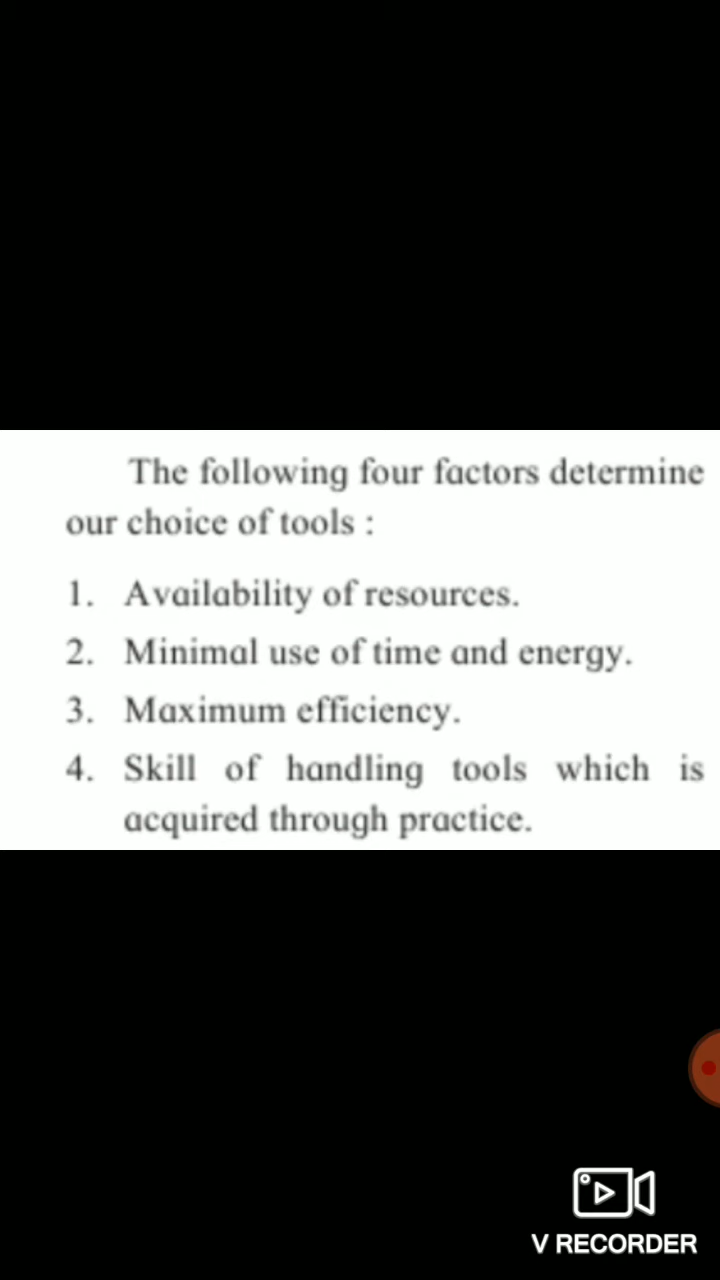 The following four factors determine
our choice of tools :
1. Availability of resources.
2. Minimal use of time and energy.
3. Maximum efficiency.
4. Skill of handling tools which is
acquired through practice.
V RECORDER